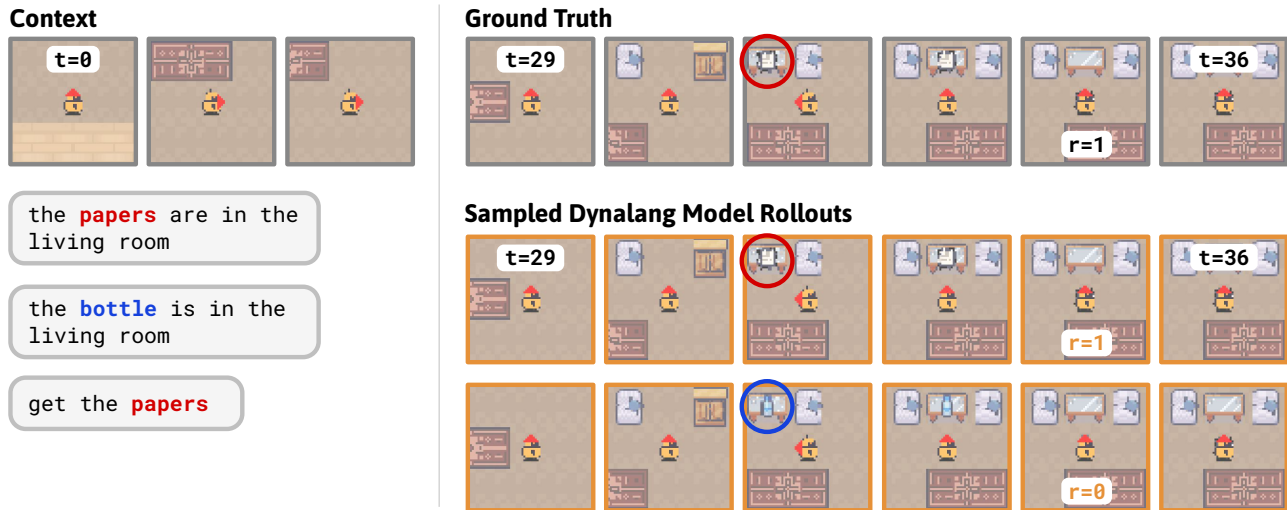 Context
t=0
the papers are in the
living room
the bottle is in the
living room
get the papers
Ground Truth
t=29
t=36
r=1
Sampled Dynalang Model Rollouts
t=29
t=36
r=1
r=0